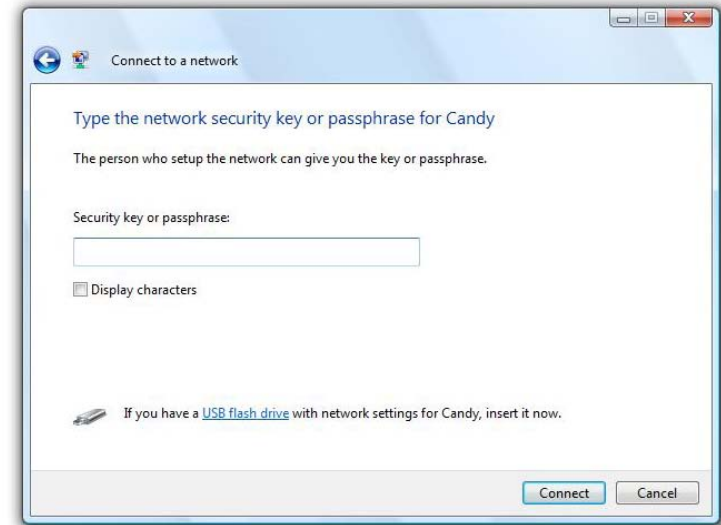 Connect to a network
Type the network security key or passphrase for Candy
The person who setup the network can give you the key or passphrase.
Security key or passphrase:
Display characters
If you have a USB flash drive with network settings for Candy, insert it now.
Connect Cancel